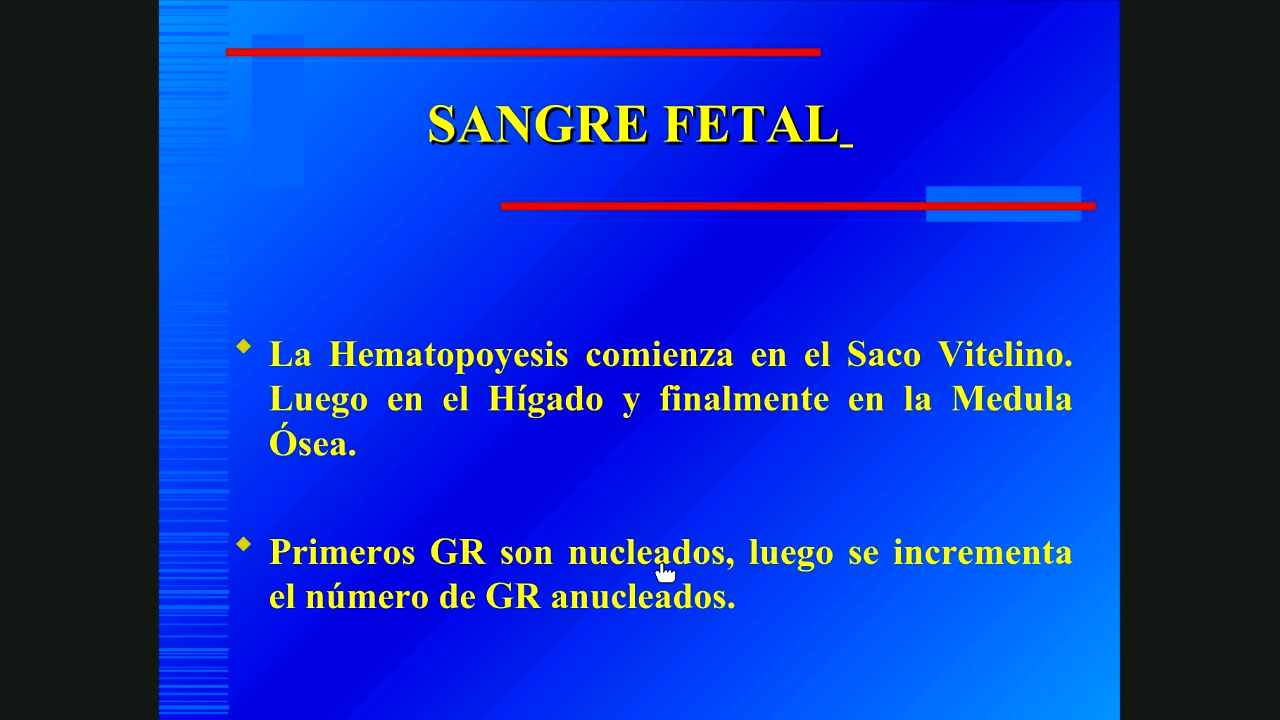 SANGRE FETAL
La Hematopoyesis comienza en el Saco Vitelino.
Luego en el Hígado y finalmente en la Medula
Ósea.
Primeros GR son nucleados, luego se incrementa
el número de GR anucleados.